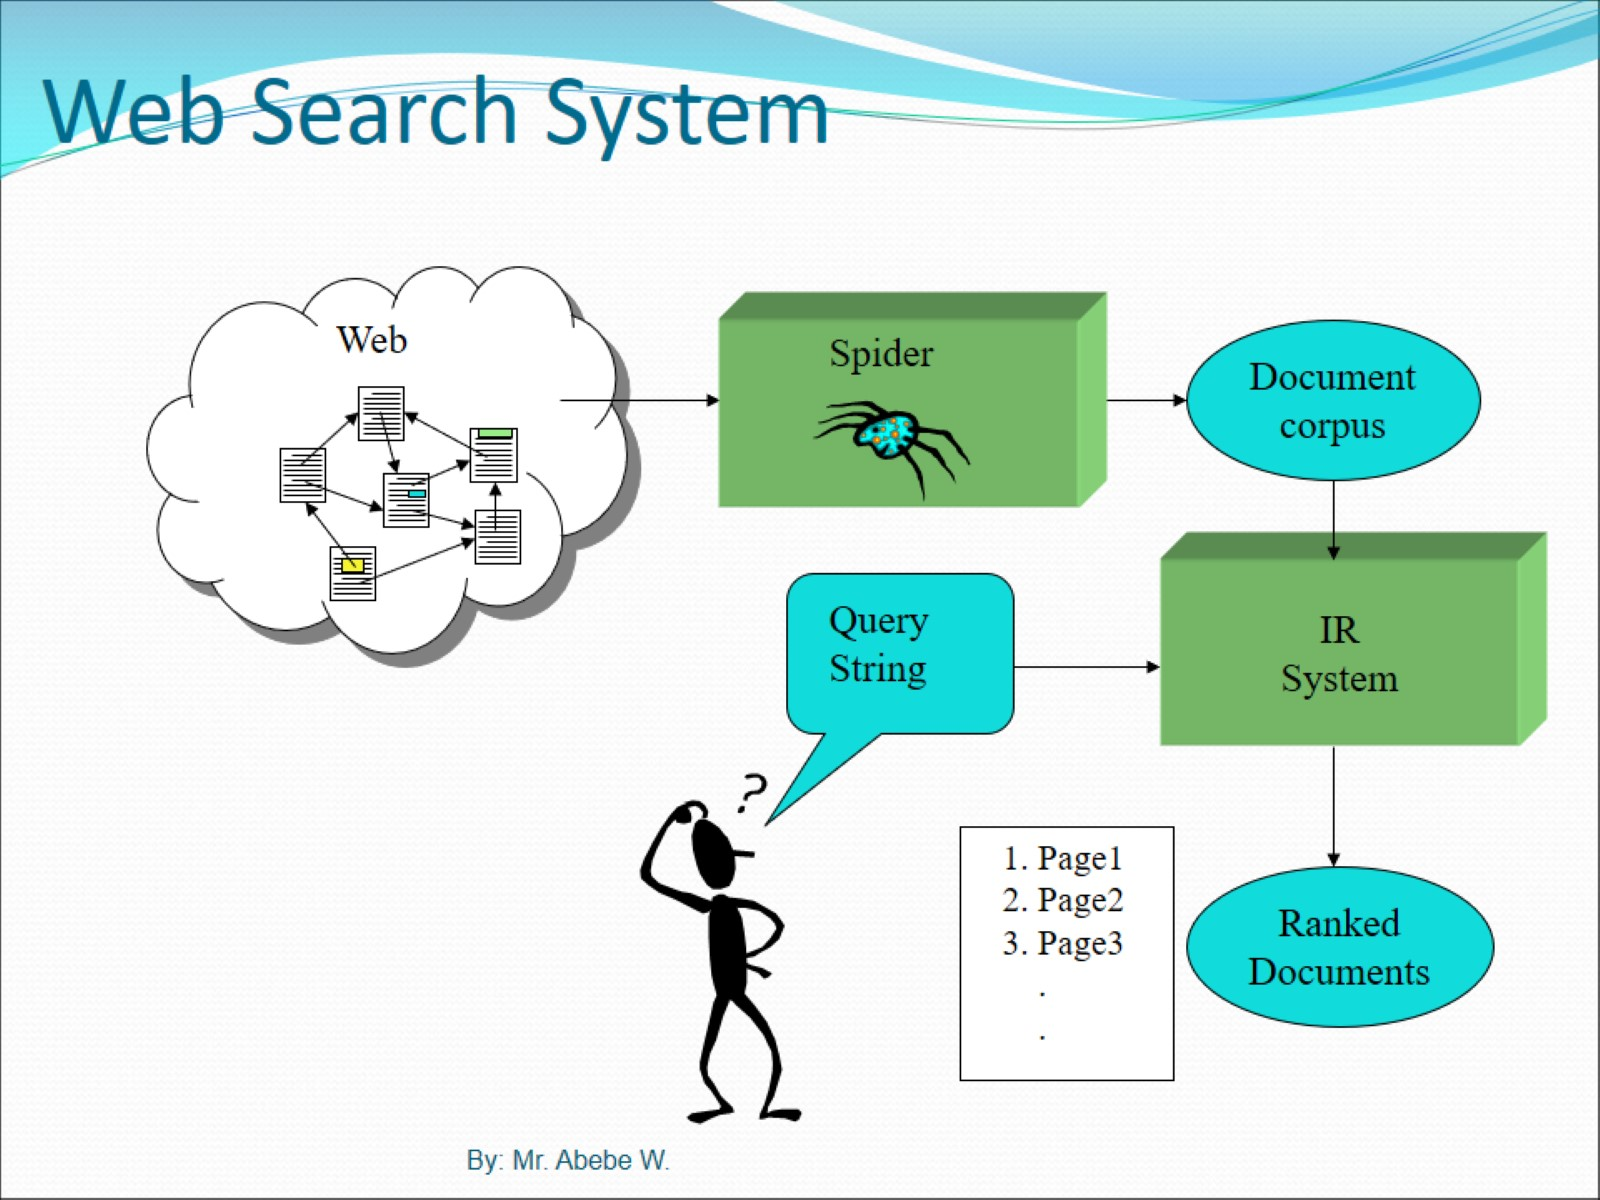 Web Search System
Web
Spider
Document
corpus
Query
String
IR
System
?
1. Page1
2. Page2
3. Page3
.
.
Ranked
Documents
By: Mr. Abebe W.